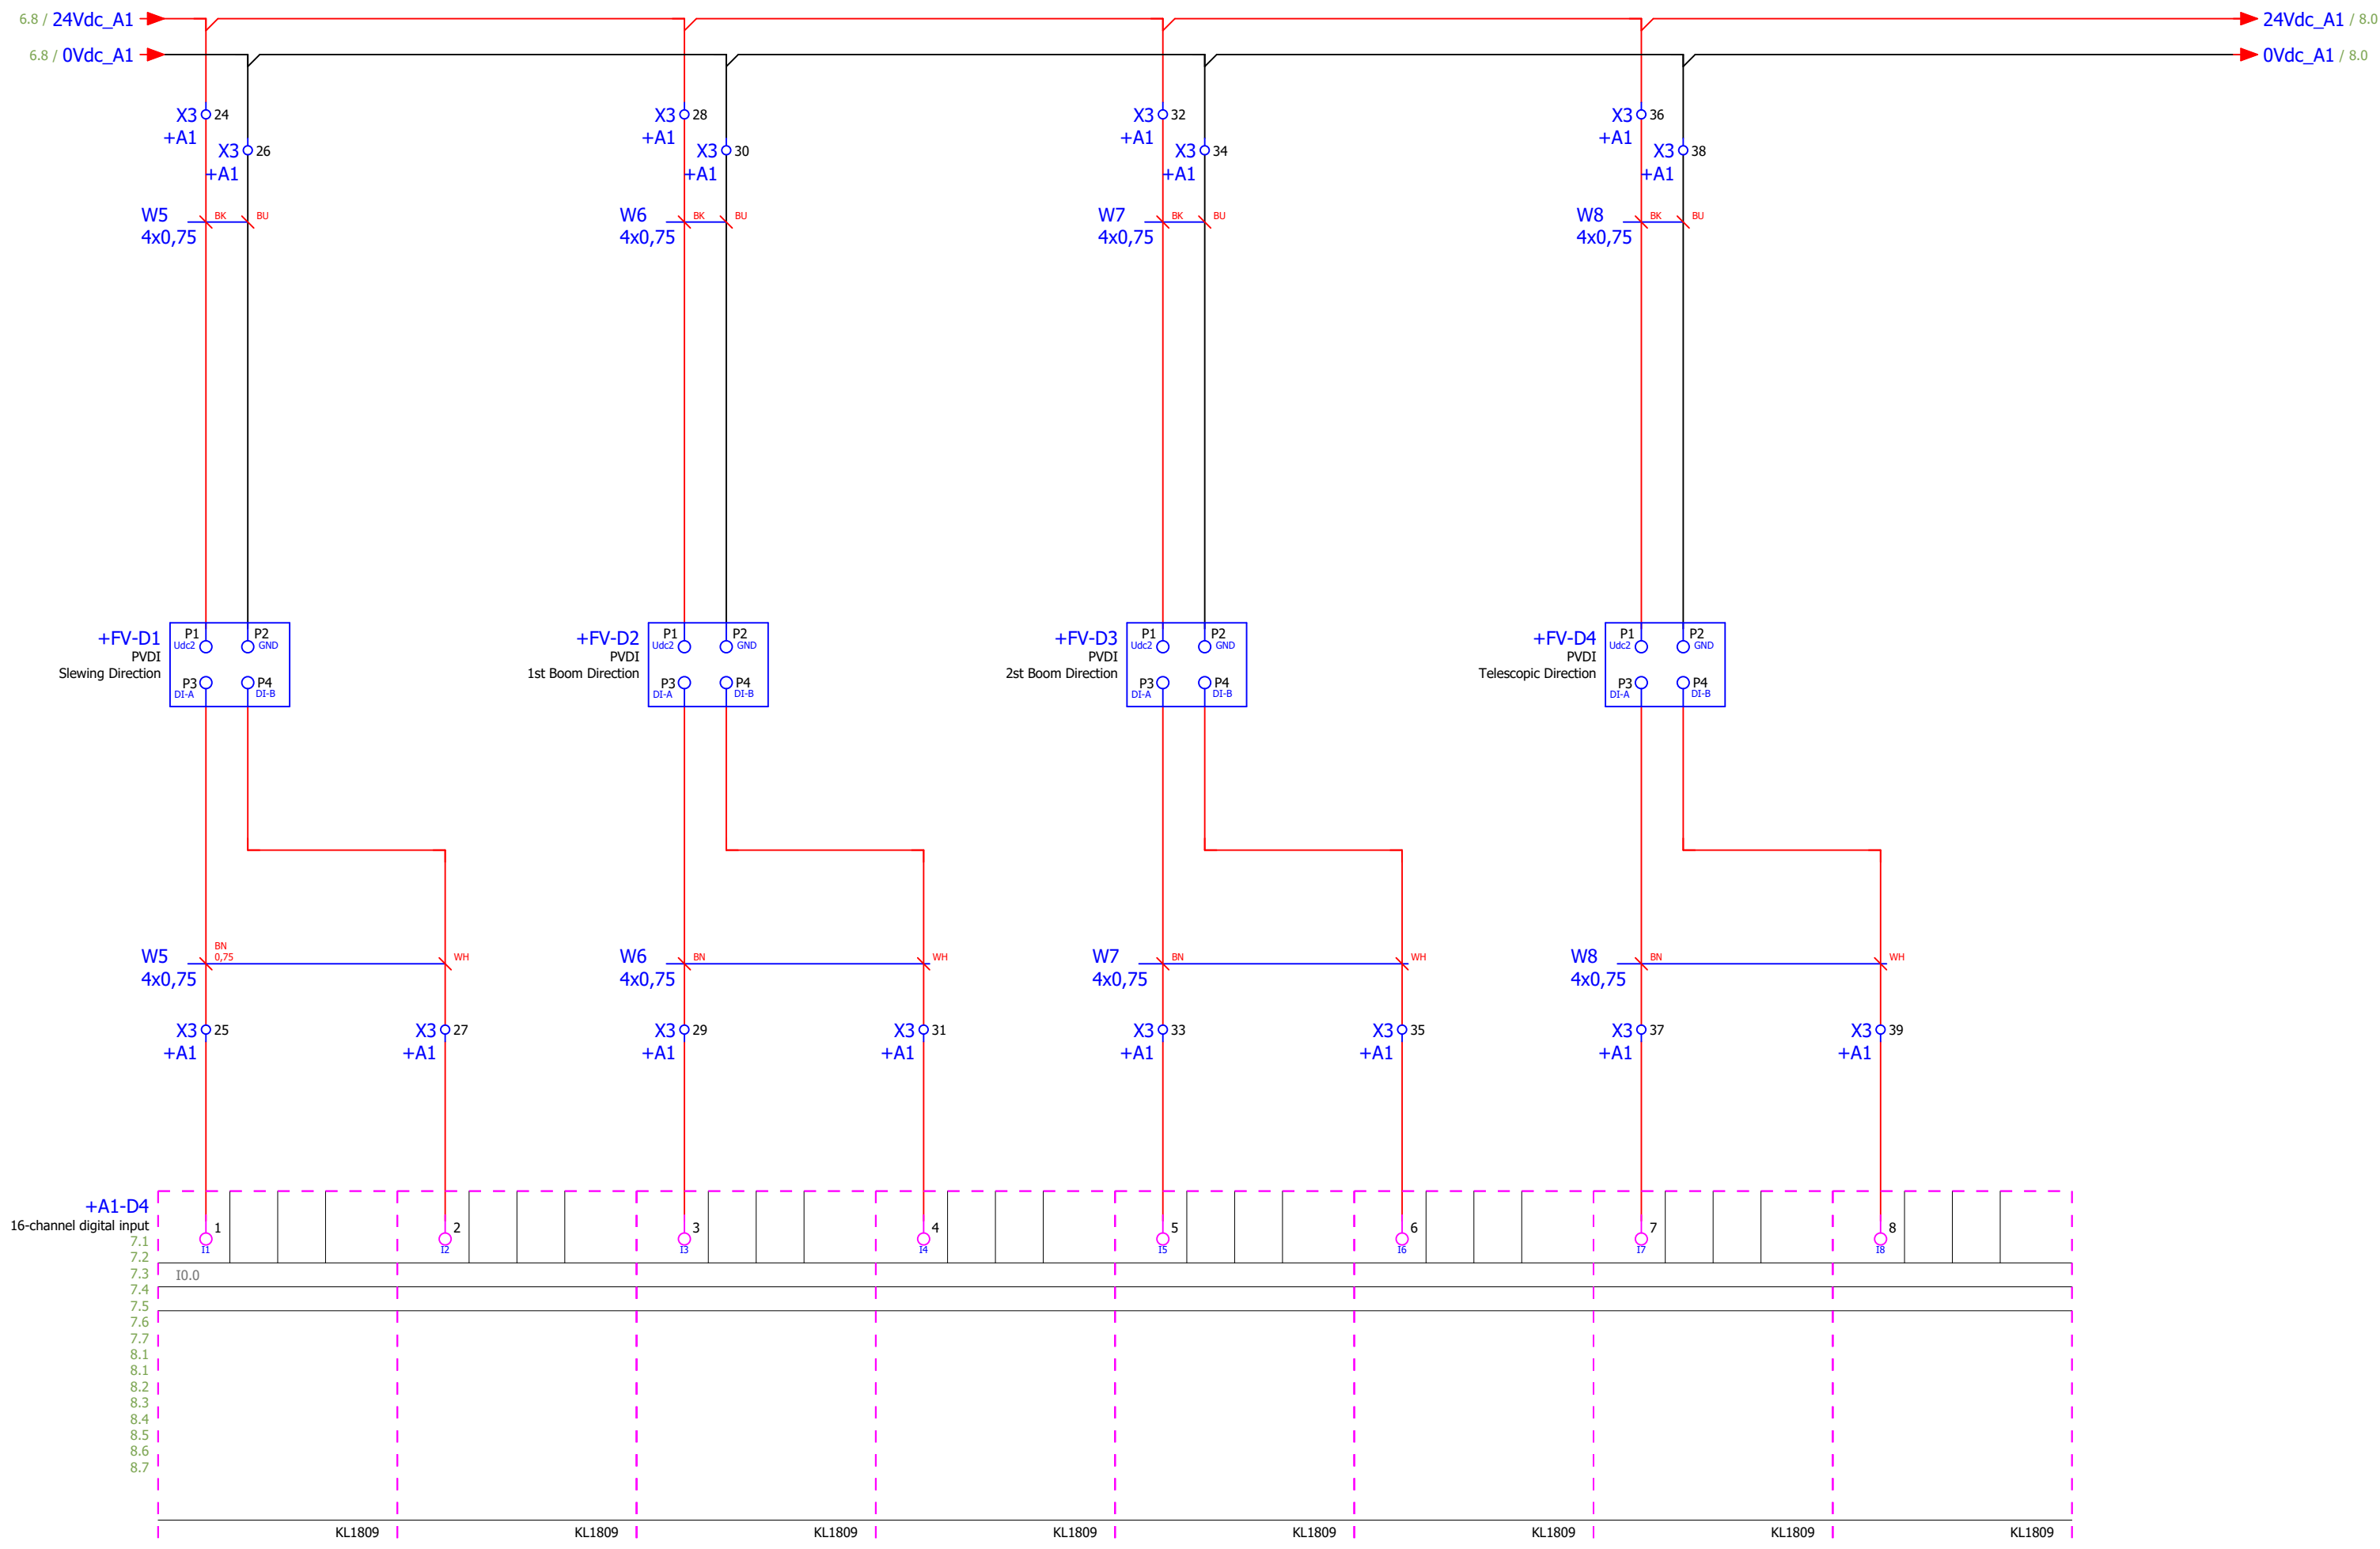 6.8 / 24Vdc_A1 24Vdc_A1 / 8.0
6.8 / 0Vdc_A1 0Vdc_A1 / 8.0
X3 24 X3 28 X3 32 X3 36
+A1 +A1 +A1 +A1
X3 26 X3 30 X3 34 X3 38
+A1 +A1 +A1 +A1
W5 BK BU W6 BK BU W7 BK BU W8 BK BU
4x0,75 4x0,75 4x0,75 4x0,75
+FV-D1 P1 P2 +FV-D2 P1 P2 +FV-D3 P1 P2 +FV-D4 P1 P2
Udc2 GND Udc2 GND Udc2 GND Udc2 GND
PVDI PVDI PVDI PVDI
Slewing Direction 1st Boom Direction 2st Boom Direction Telescopic Direction
P3 P4 P3 P4 P3 P4 P3 P4
DI-A DI-B DI-A DI-B DI-A DI-B DI-A DI-B
BN
W5 0,75 WH W6 BN WH W7 BN WH W8 BN WH
4x0,75 4x0,75 4x0,75 4x0,75
X3 25 X3 27 X3 29 X3 31 X3 33 X3 35 X3 37 X3 39
+A1 +A1 +A1 +A1 +A1 +A1 +A1 +A1
+A1-D4
16-channel digital input 1 2 3 4 5 6 7 8
I1 I2 I3 I4 I5 I6 I7 I8
7.1
7.2
7.3 I0.0
7.4
7.5
7.6
7.7
8.1
8.1
8.2
8.3
8.4
8.5
8.6
8.7
KL1809 KL1809 KL1809 KL1809 KL1809 KL1809 KL1809 KL1809